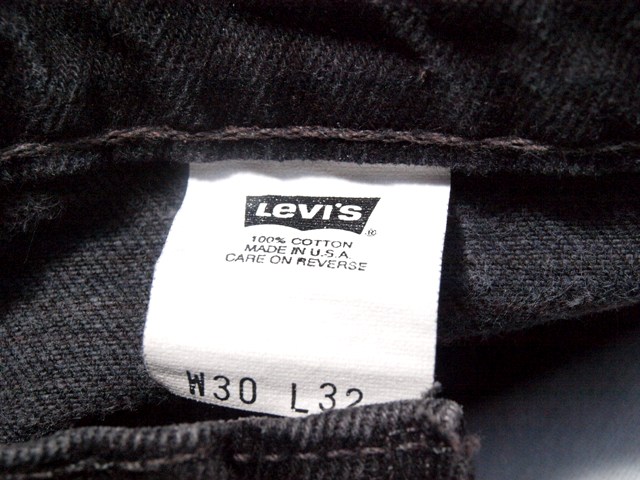 Levi's®
100% COTTON
MADE IN U.S.A.
CARE ON REVERSE
W30 L32